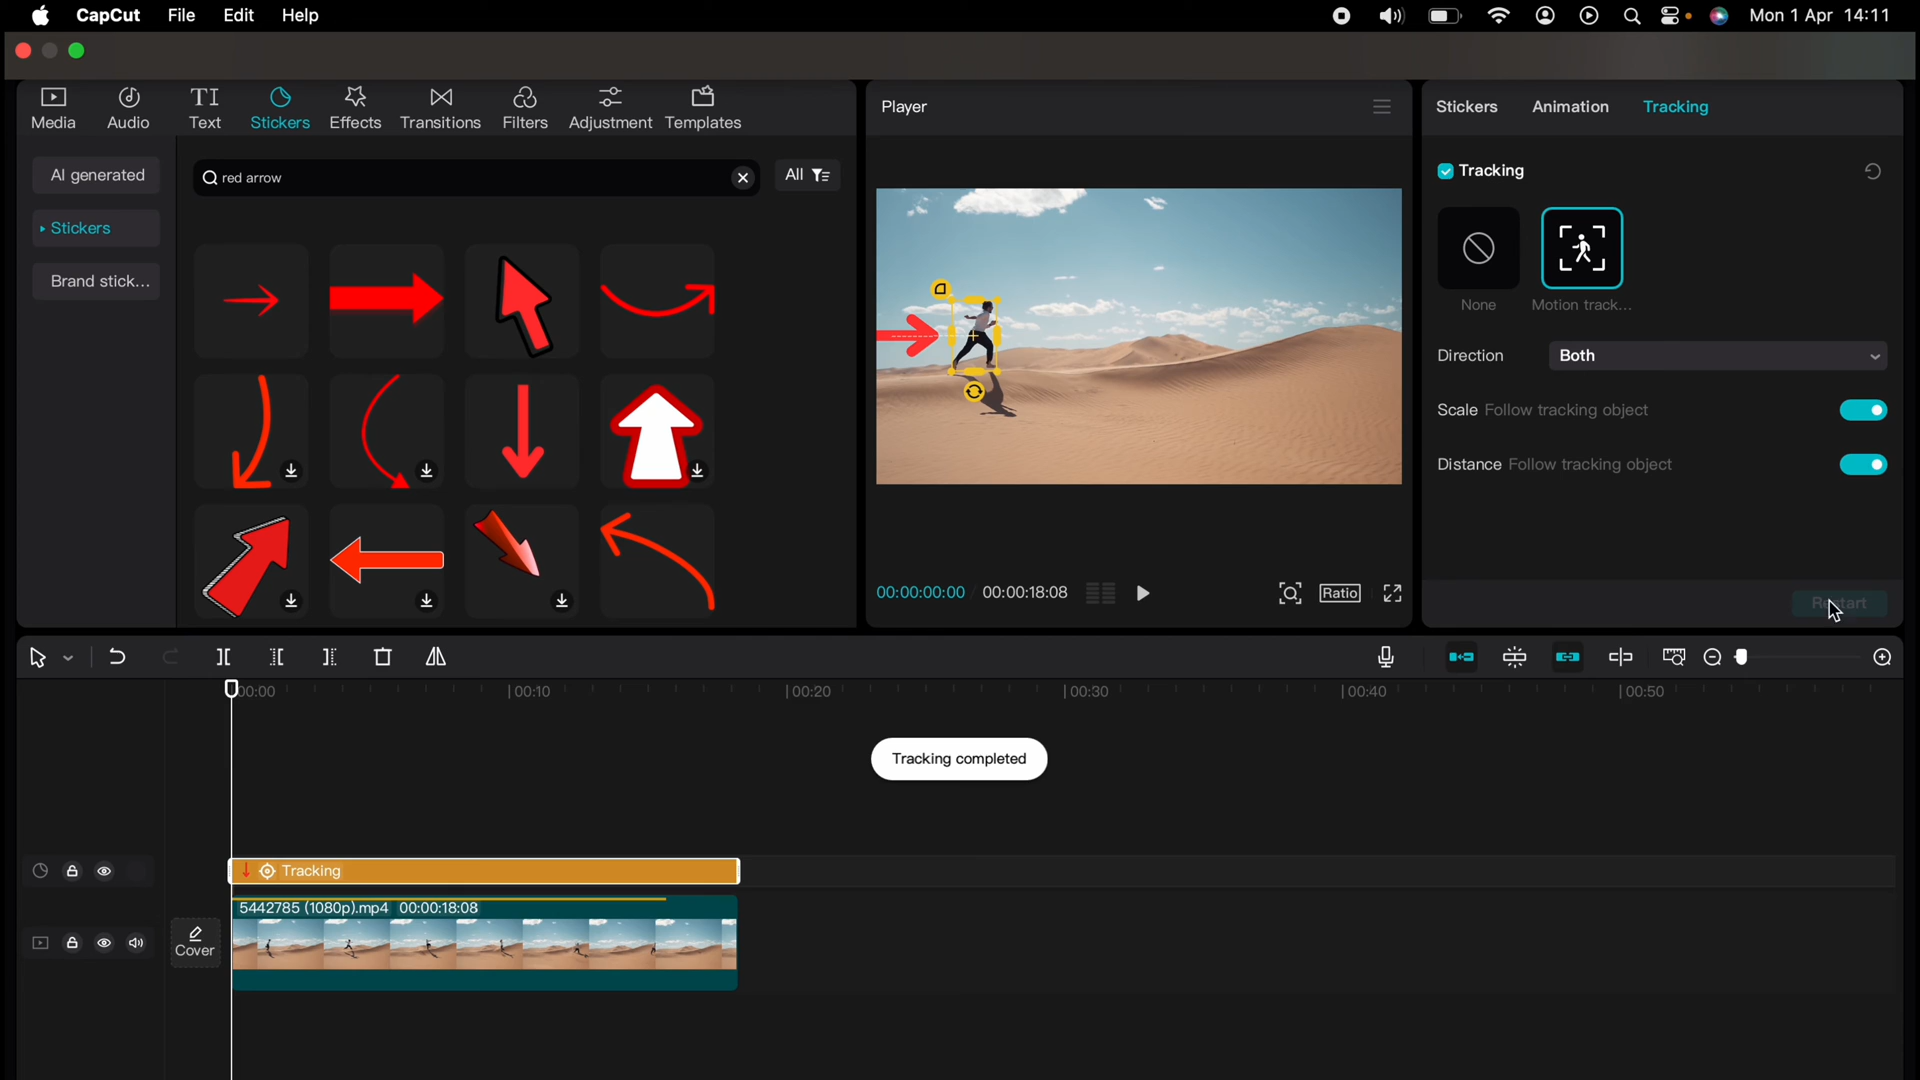 CapCut File Edit Help Mon 1 Apr 14:11
Media Audio Text Stickers Effects Transitions Filters Adjustment Templates
AI generated
Stickers
Brand stick...
red arrow
All
Player
00:00:00:00 / 00:00:18:08
Ratio
Stickers Animation Tracking
Tracking
None Motion track...
Direction Both
Scale Follow tracking object
Distance Follow tracking object
Restart
00:00 00:10 00:20 00:30 00:40 00:50
Tracking completed
Tracking
5442785 (1080p).mp4 00:00:18:08
Cover